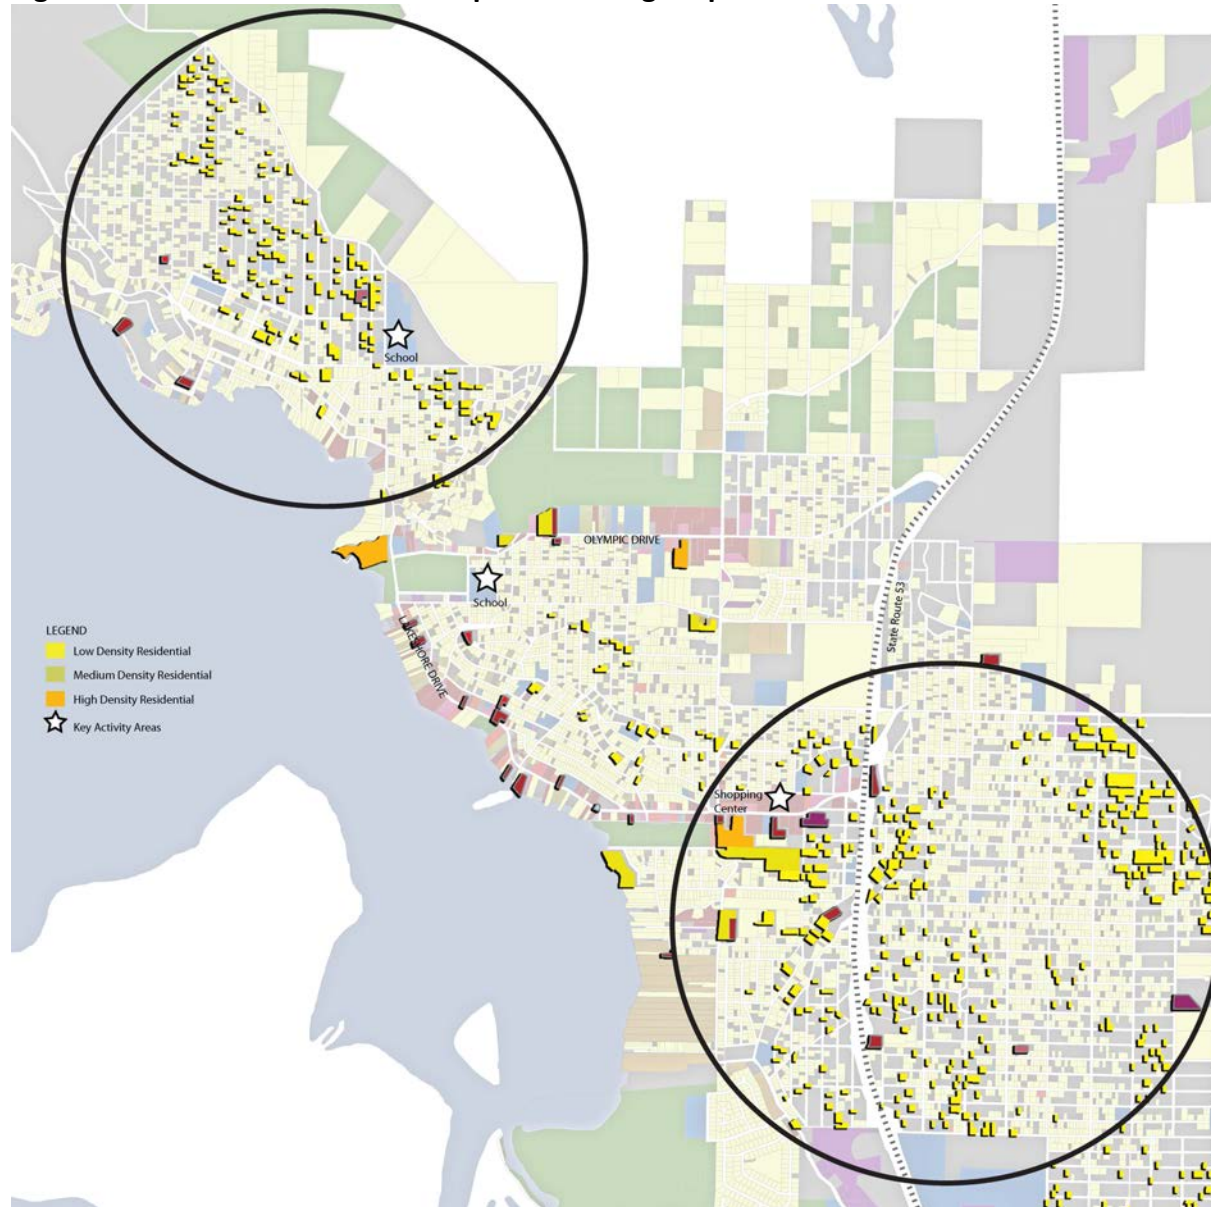 School
OLYMPIC DRIVE
School
State Route 53
LAKESHORE DRIVE
LEGEND
Low Density Residential
Medium Density Residential
High Density Residential
Key Activity Areas
Shopping
Center